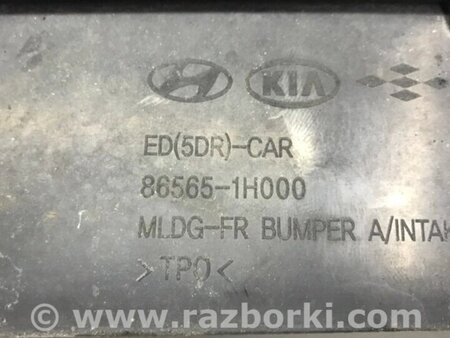 KIA
ED(5DR)-CAR
86565-1H000
MLDG-FR BUMPER A/INTAK
>TPO<
© www.razborki.com